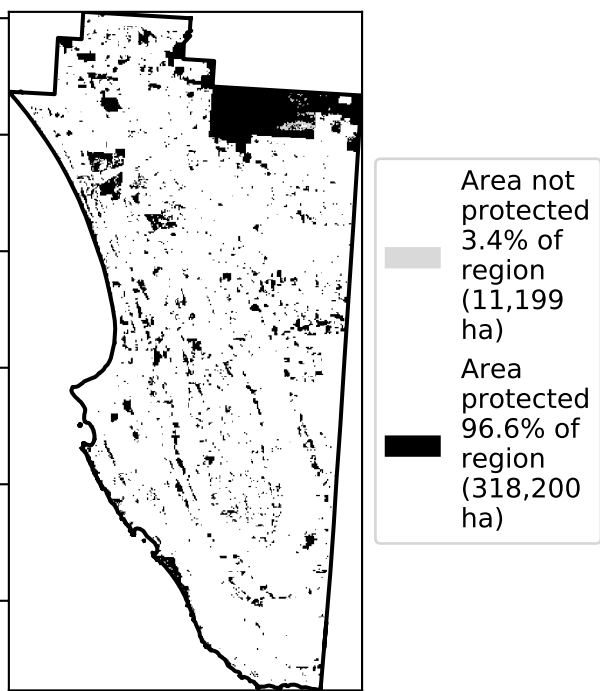 Area not
protected
3.4% of
region
(11,199
ha)
Area
protected
96.6% of
region
(318,200
ha)